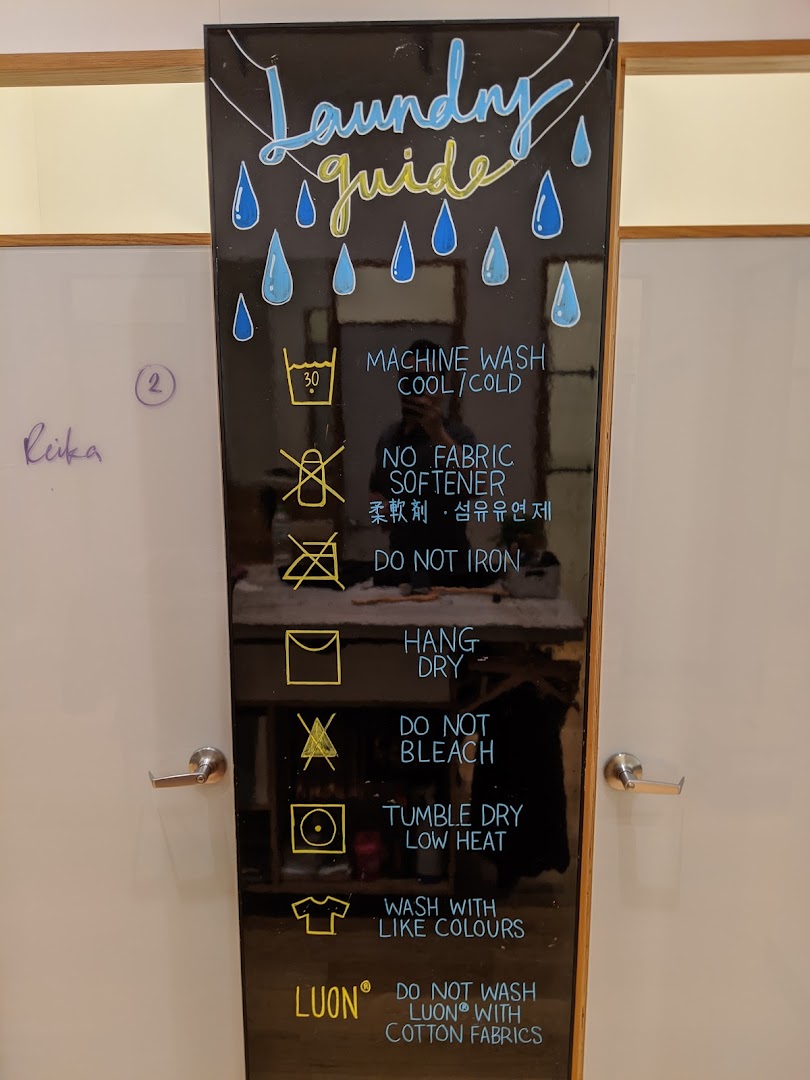 Laundry
guide
30
MACHINE WASH
COOL/COLD
2
Reika
NO FABRIC
SOFTENER
柔軟剤 · 섬유유연제
DO NOT IRON
HANG
DRY
DO NOT
BLEACH
TUMBLE DRY
LOW HEAT
WASH WITH
LIKE COLOURS
LUON®
DO NOT WASH
LUON® WITH
COTTON FABRICS